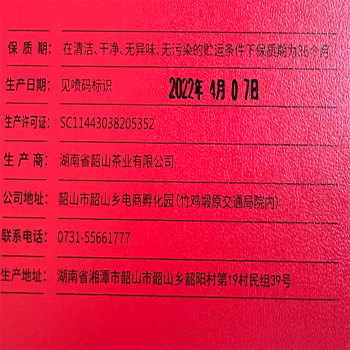 保质期：在清洁、干净、无异味、无污染的贮运条件下保质期为36个月
生产日期：见喷码标识 2022年4月07日
生产许可证：SC11443038205352
生产商：湖南省韶山茶业有限公司
公司地址：韶山市韶山乡电商孵化园(竹鸡塅原交通局院内)
联系电话：0731-55661777
生产地址：湖南省湘潭市韶山市韶山乡韶阳村第19村民组39号